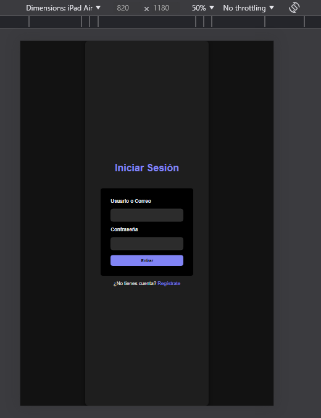 Dimensions: iPad Air ▼ 820 × 1180 50% ▼ No throttling ▼
Iniciar Sesión
Usuario o Correo
Contraseña
Entrar
¿No tienes cuenta? Regístrate